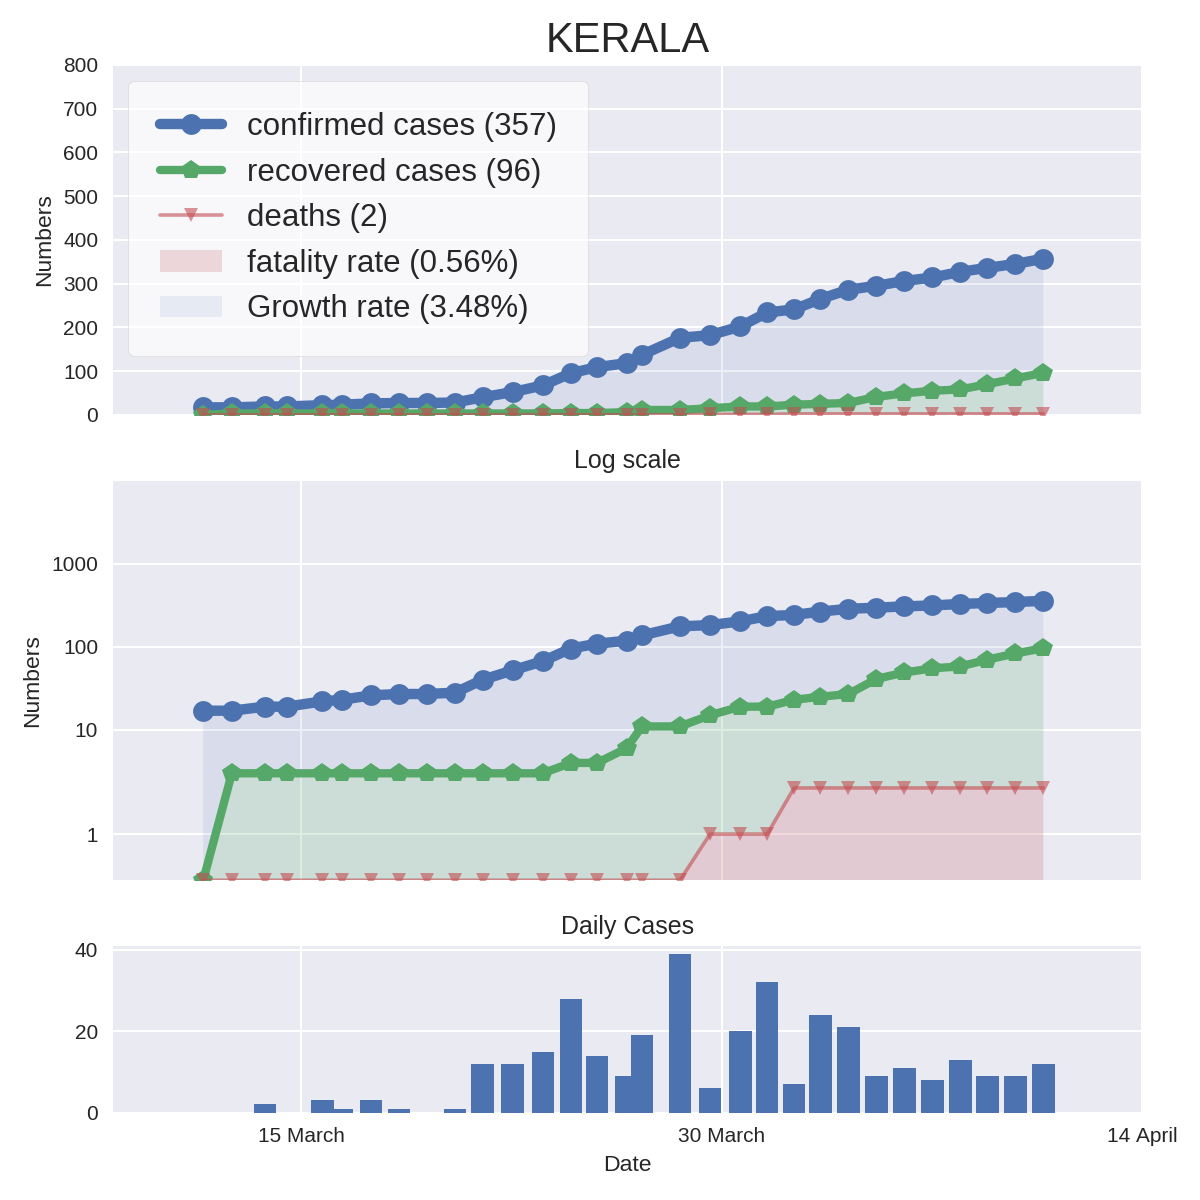 KERALA
800
700
600
500
400
300
200
100
0
Numbers
confirmed cases (357)
recovered cases (96)
deaths (2)
fatality rate (0.56%)
Growth rate (3.48%)
Log scale
1000
100
10
1
Numbers
Daily Cases
40
20
0
15 March
30 March
14 April
Date